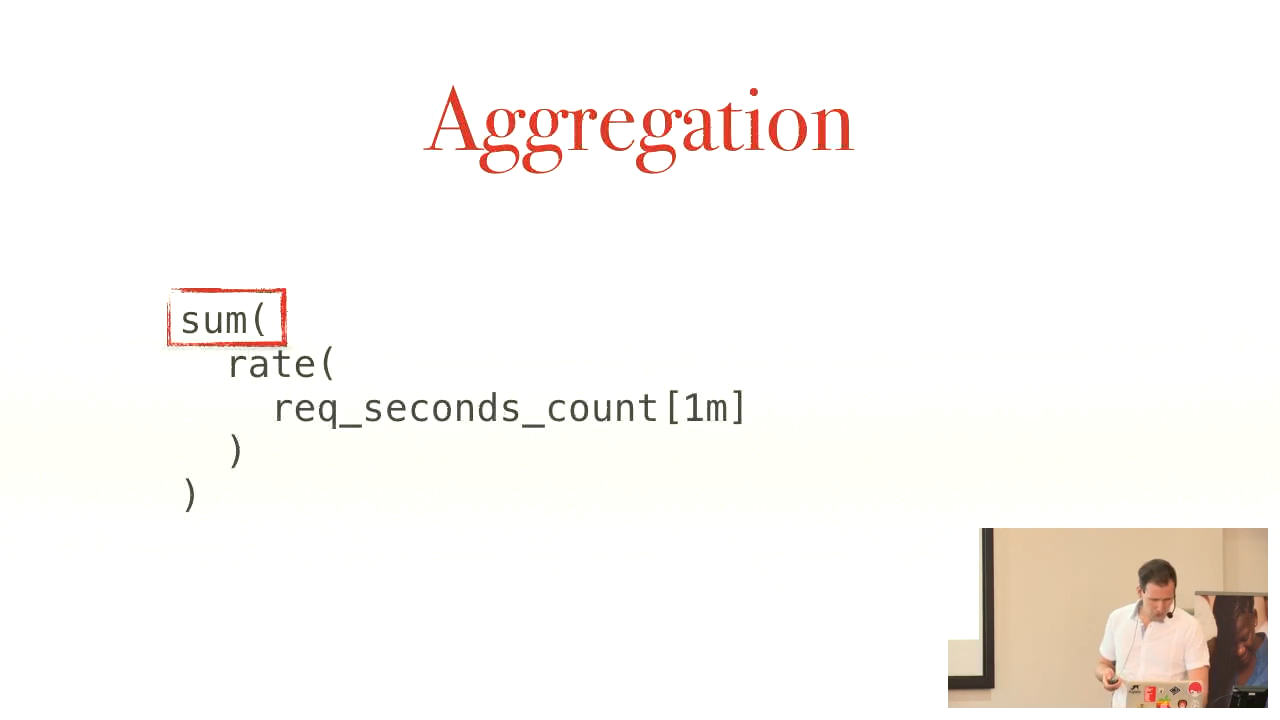 Aggregation
sum(
rate(
req_seconds_count[1m]
)
)